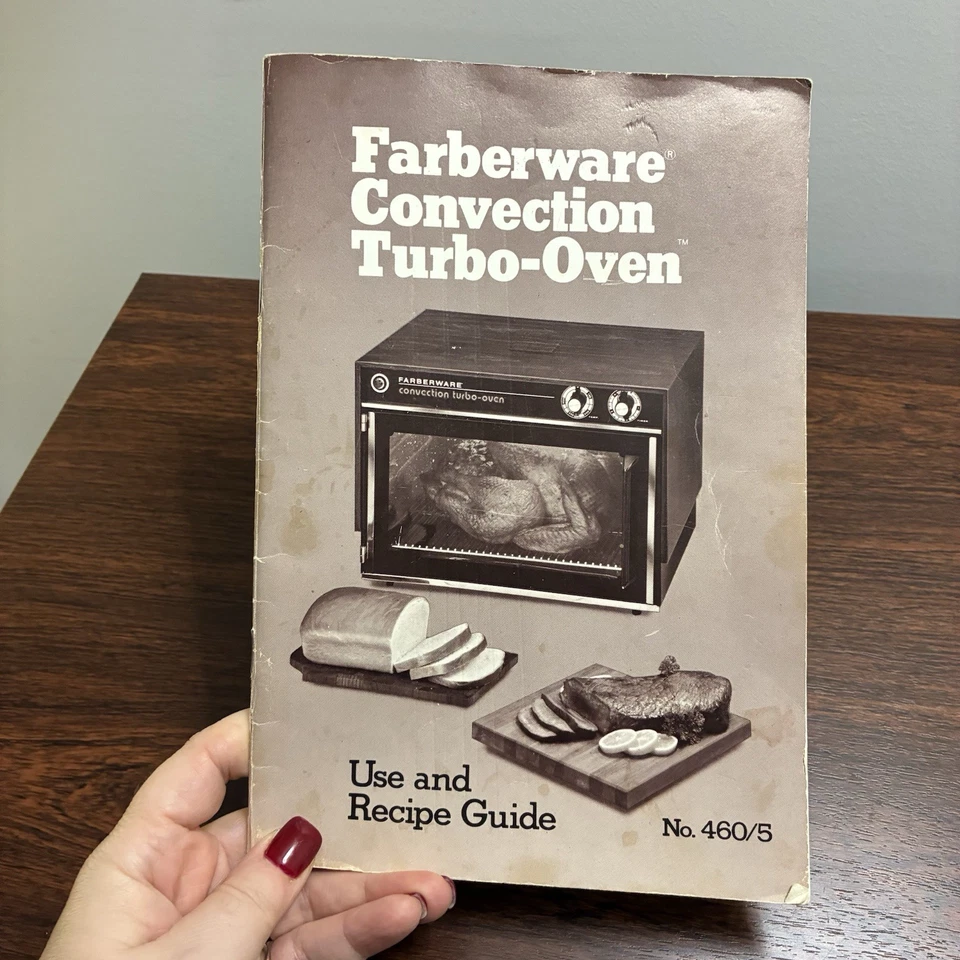 Farberware®
Convection
Turbo-Oven™
FARBERWARE
convection turbo-oven
Use and
Recipe Guide
No. 460/5